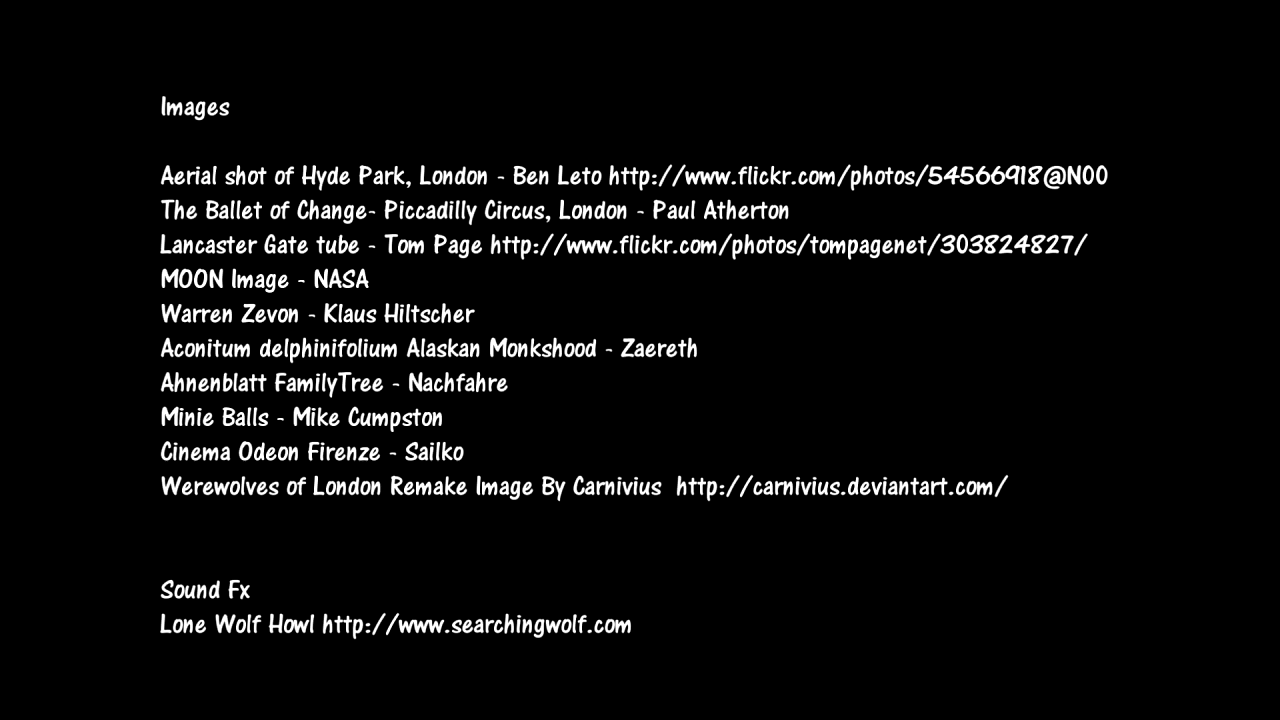 Images
Aerial shot of Hyde Park, London - Ben Leto http://www.flickr.com/photos/54566918@N00
The Ballet of Change- Piccadilly Circus, London - Paul Atherton
Lancaster Gate tube - Tom Page http://www.flickr.com/photos/tompagenet/303824827/
MOON Image - NASA
Warren Zevon - Klaus Hiltscher
Aconitum delphinifolium Alaskan Monkshood - Zaereth
Ahnenblatt FamilyTree - Nachfahre
Minie Balls - Mike Cumpston
Cinema Odeon Firenze - Sailko
Werewolves of London Remake Image By Carnivius  http://carnivius.deviantart.com/
Sound Fx
Lone Wolf Howl http://www.searchingwolf.com